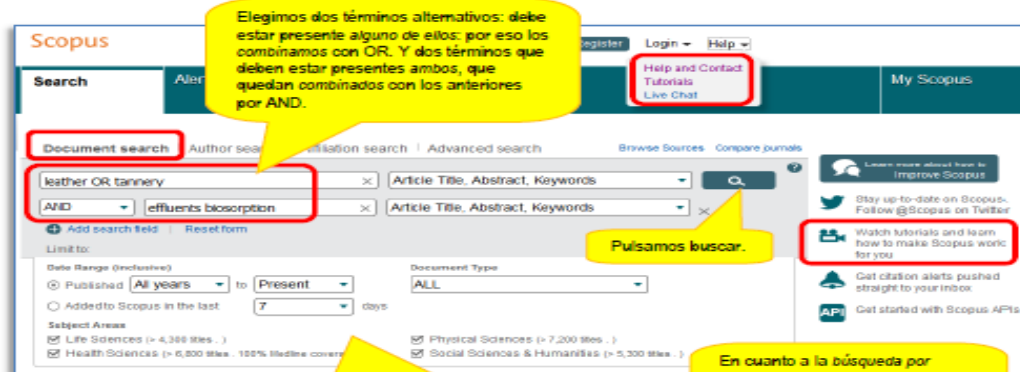 Elegimos dos términos alternativos: debe
estar presente alguno de ellos: por eso los
combinamos con OR. Y dos términos que
deben estar presentes ambos, que
quedan combinados con los anteriores
por AND.
Scopus
Register Login Help
Help and Contact
Tutorials
Live Chat
Search
My Scopus
Document search
Advanced search
Browse Sources Compare journals
leather OR tannery
Article Title, Abstract, Keywords
AND effluents biosorption
Article Title, Abstract, Keywords
Add search field | Reset form
Pulsamos buscar.
Limit to:
Date Range (inclusive)
Document Type
Published All years to Present
ALL
Added to Scopus in the last 7 days
Subject Areas
Life Sciences (> 4,300 titles . )
Physical Sciences (> 7,200 titles . )
Health Sciences (> 6,800 titles . 100% Medline
Social Sciences & Humanities (> 5,300 titles . )
Learn more about how to
Improve Scopus
Stay up-to-date on Scopus.
Follow @Scopus on Twitter
Watch tutorials and learn
how to make Scopus work
for you
Get citation alerts pushed
straight to your inbox
API Get started with Scopus APIs
En cuanto a la búsqueda por